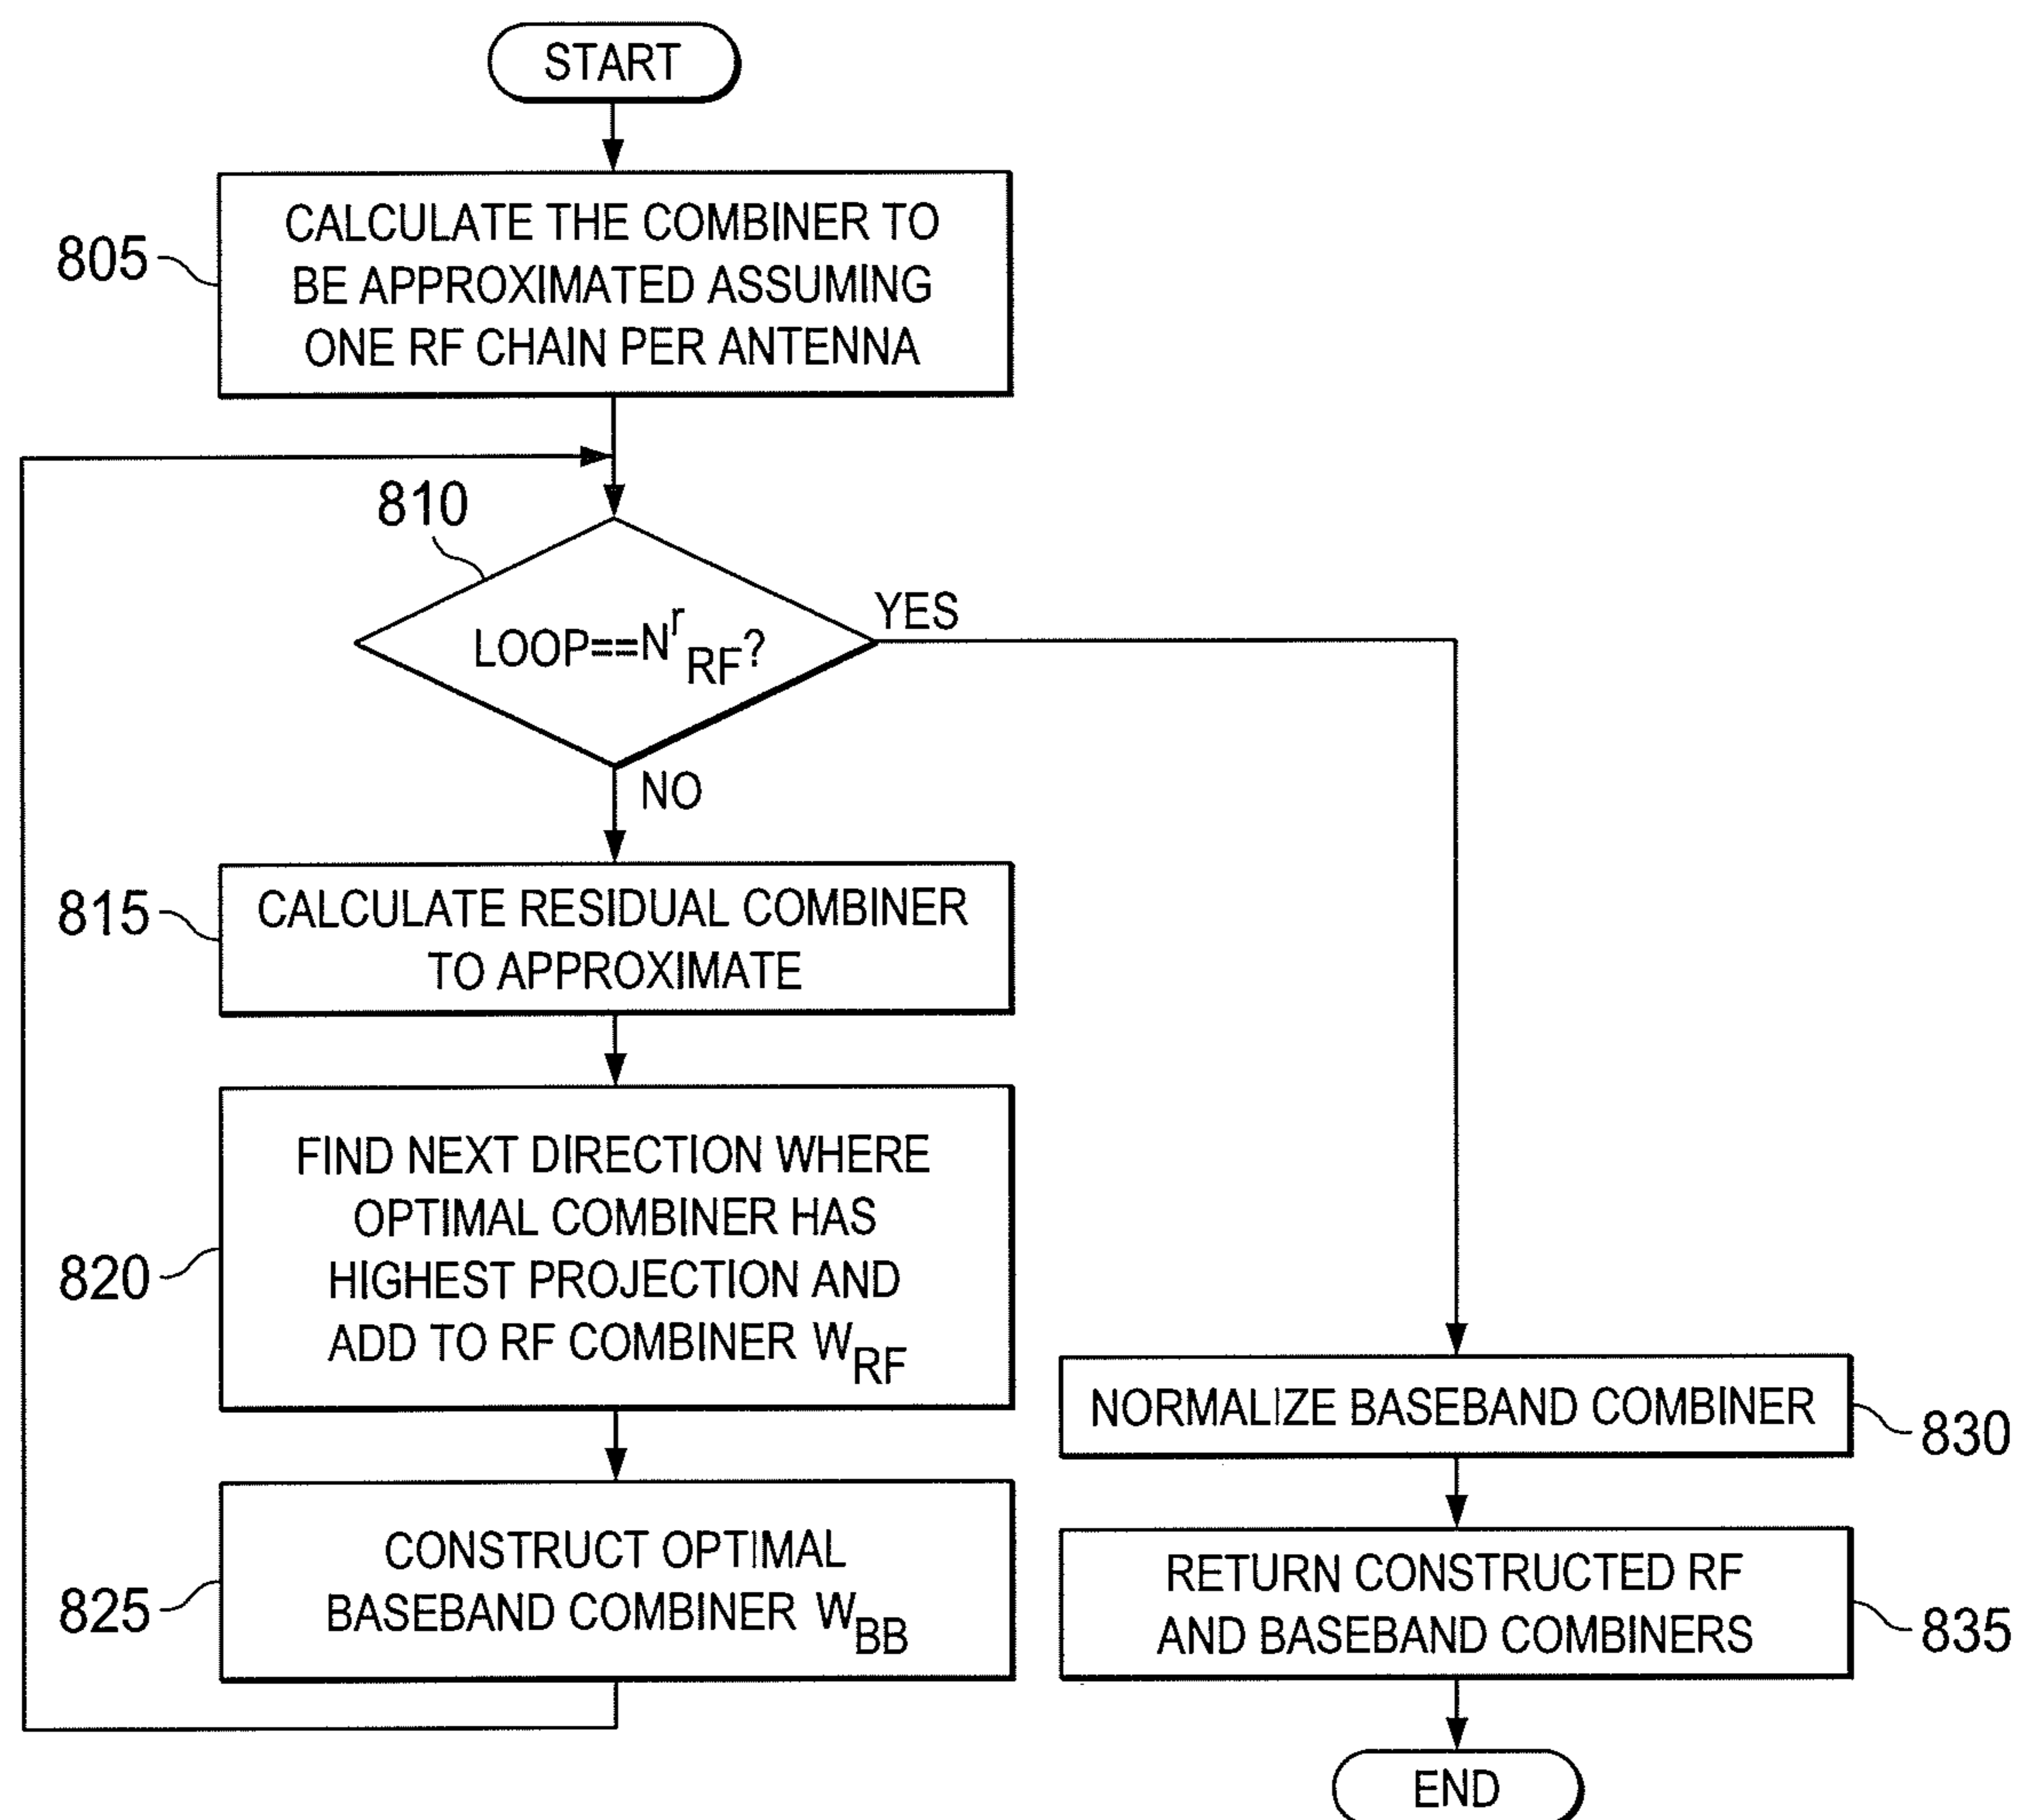 START
805
CALCULATE THE COMBINER TO
BE APPROXIMATED ASSUMING
ONE RF CHAIN PER ANTENNA
810
LOOP==N^r_RF?
YES
NO
815
CALCULATE RESIDUAL COMBINER
TO APPROXIMATE
820
FIND NEXT DIRECTION WHERE
OPTIMAL COMBINER HAS
HIGHEST PROJECTION AND
ADD TO RF COMBINER W_RF
825
CONSTRUCT OPTIMAL
BASEBAND COMBINER W_BB
NORMALIZE BASEBAND COMBINER
830
RETURN CONSTRUCTED RF
AND BASEBAND COMBINERS
835
END